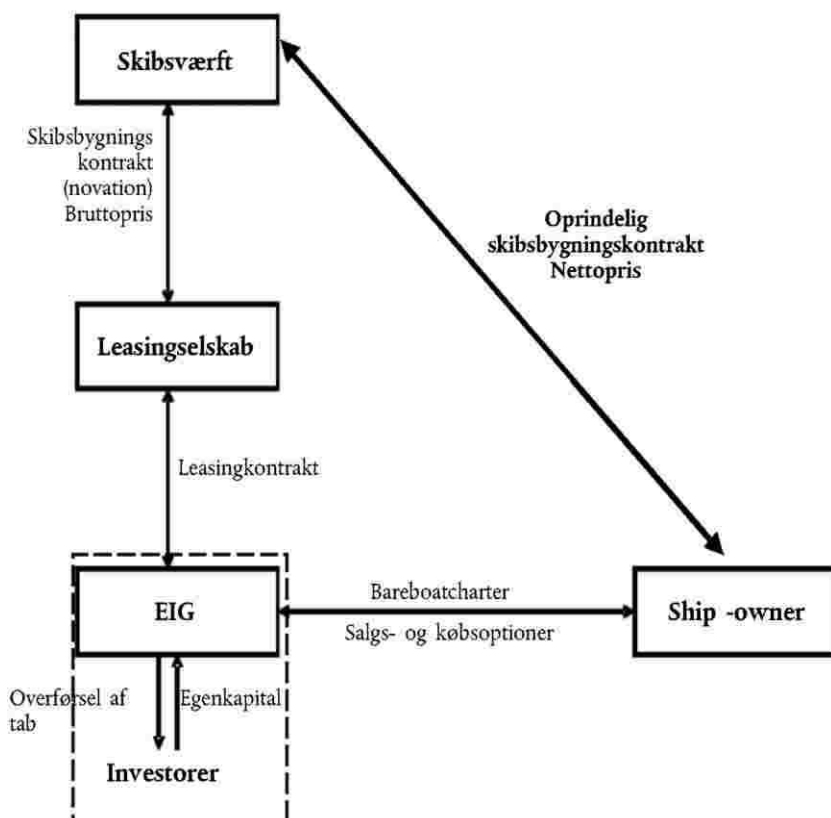 Skibsværft
Skibsbygnings
kontrakt
(novation)
Bruttopris
Oprindelig
skibsbygningskontrakt
Nettopris
Leasingselskab
Leasingkontrakt
EIG
Bareboatcharter
Salgs- og købsoptioner
Ship -owner
Overførsel af
tab
Egenkapital
Investorer